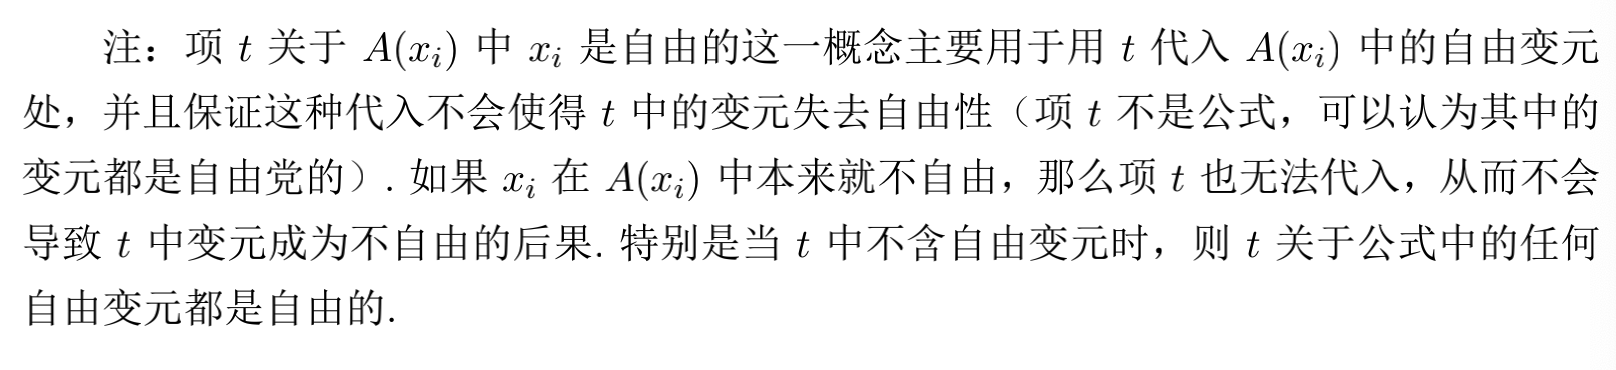 注：项 t 关于 A(x_i) 中 x_i 是自由的这一概念主要用于用 t 代入 A(x_i) 中的自由变元
处，并且保证这种代入不会使得 t 中的变元失去自由性（项 t 不是公式，可以认为其中的
变元都是自由党的）. 如果 x_i 在 A(x_i) 中本来就不自由，那么项 t 也无法代入，从而不会
导致 t 中变元成为不自由的后果. 特别是当 t 中不含自由变元时，则 t 关于公式中的任何
自由变元都是自由的.